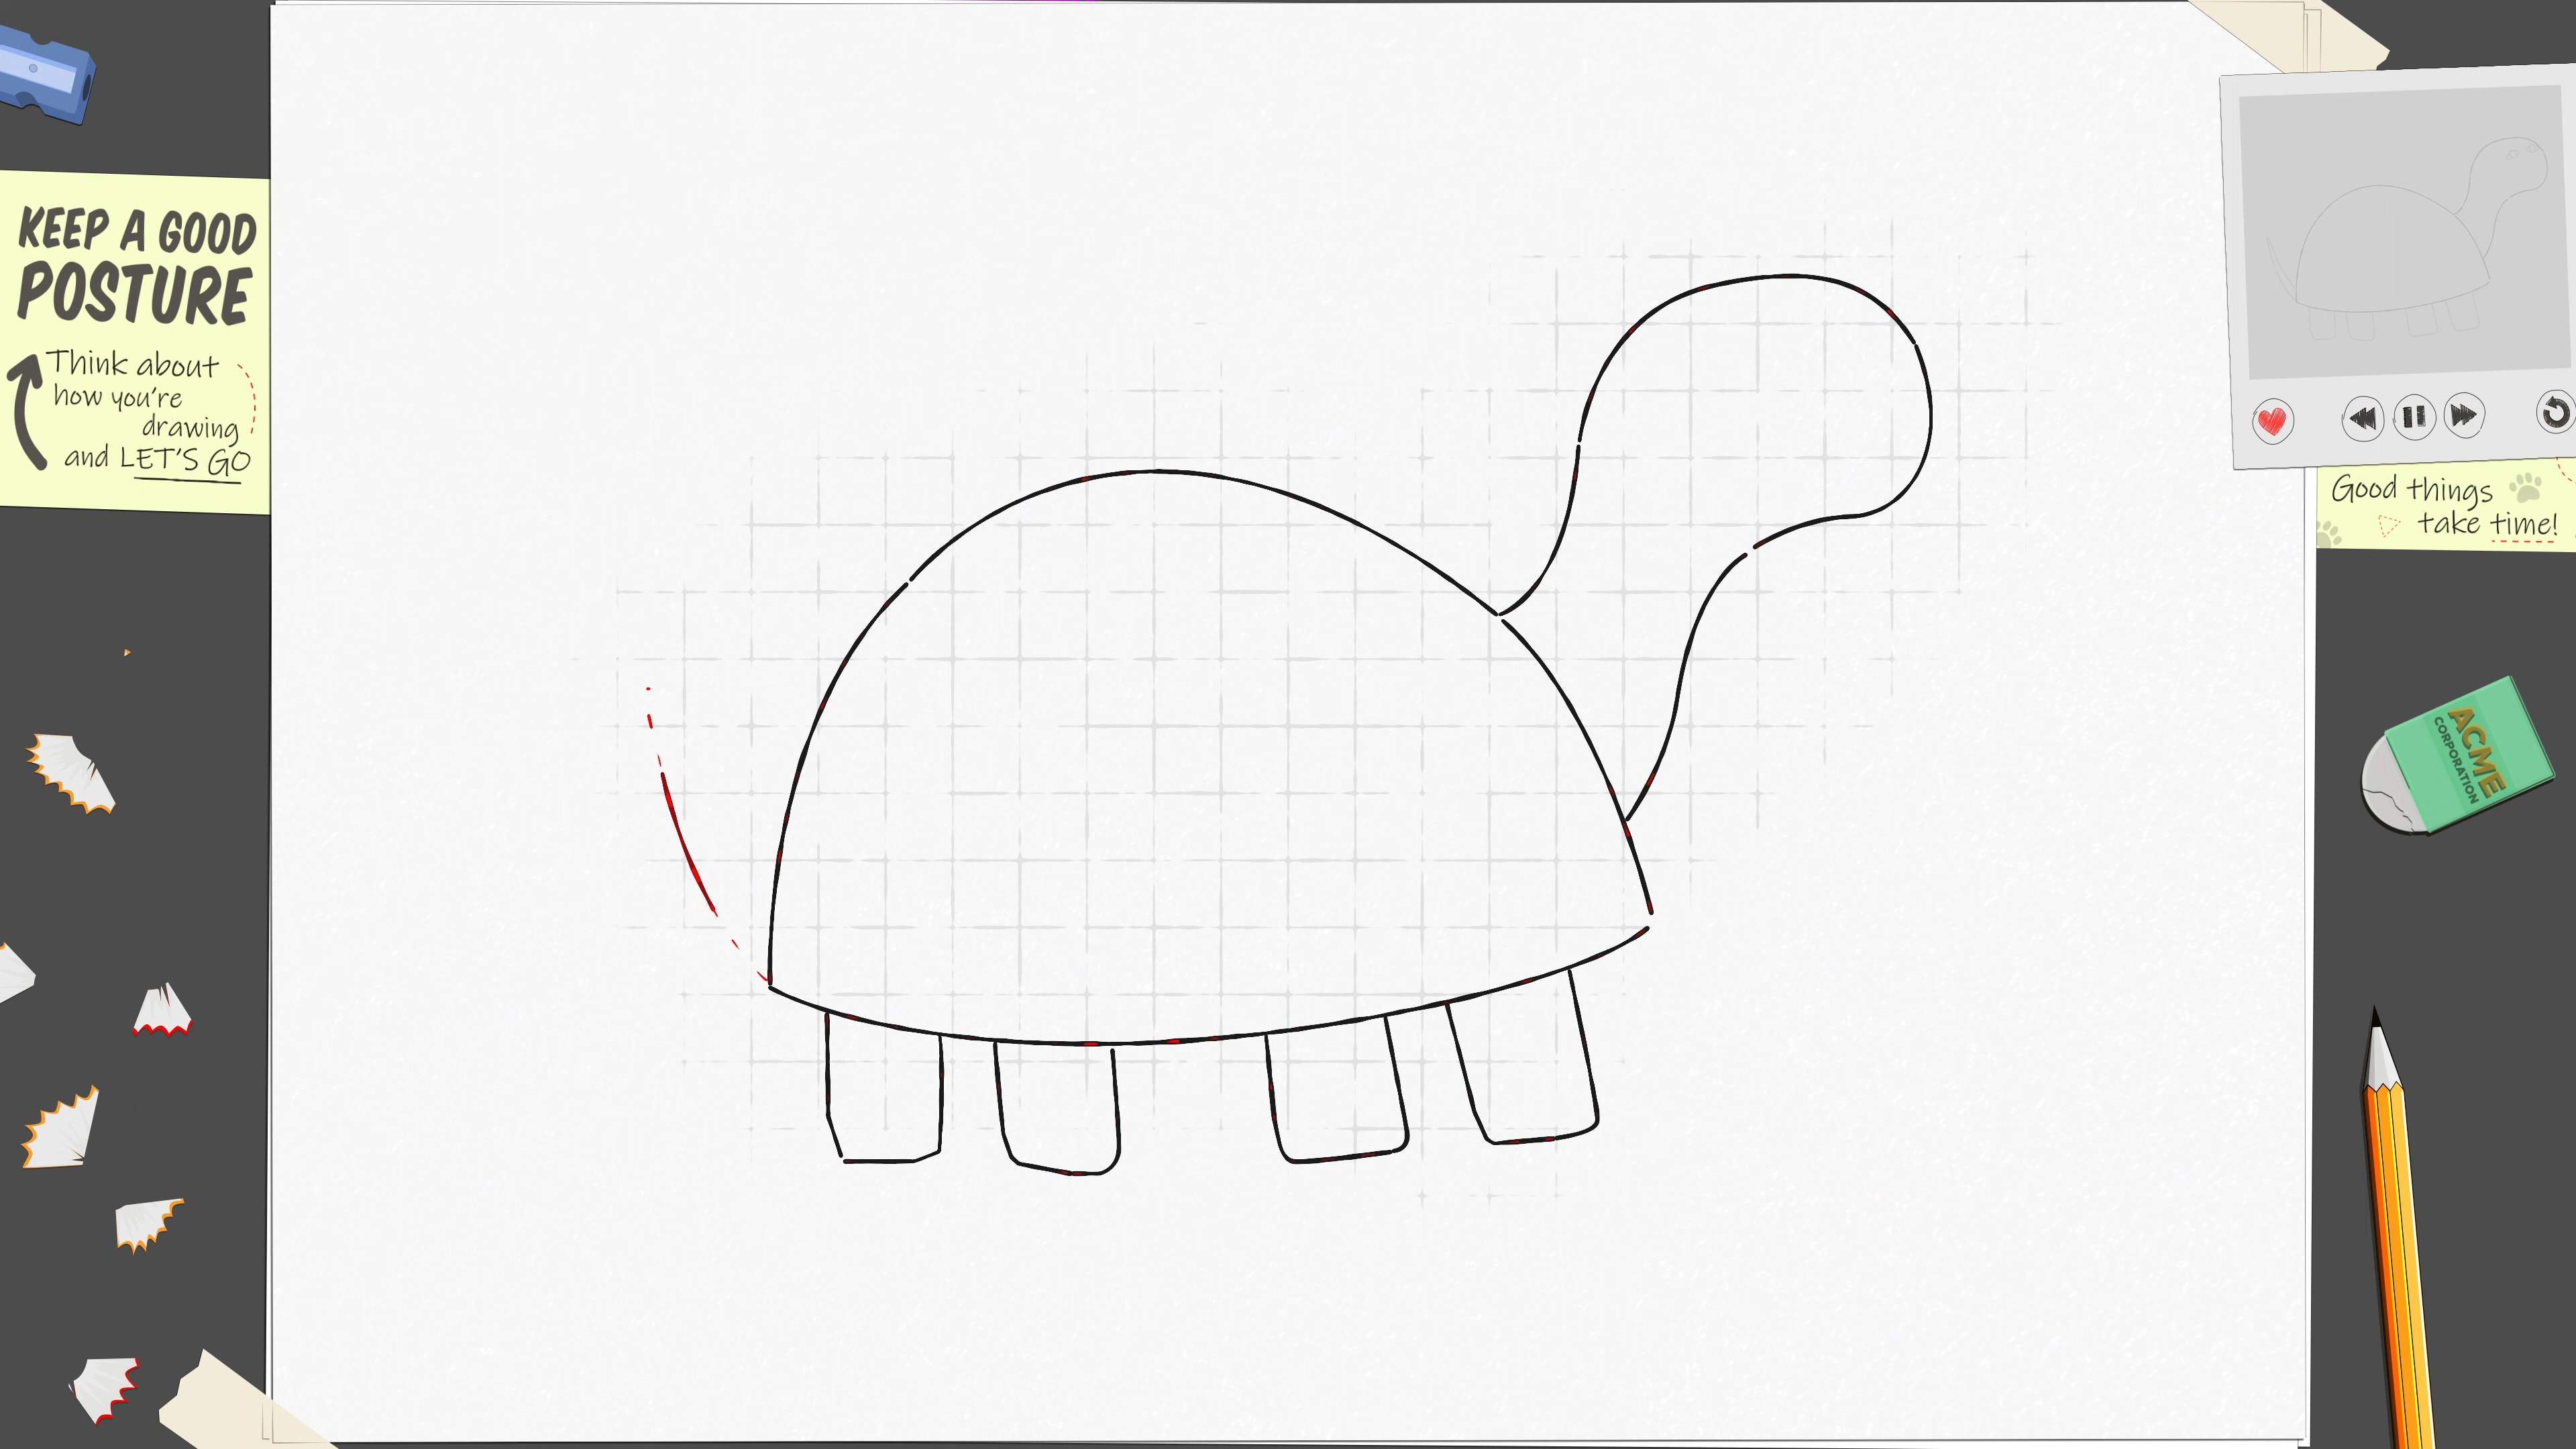 KEEP A GOOD
POSTURE
Think about
how you're
drawing
and LET'S GO
Good things
take time!
ACME
CORPORATION